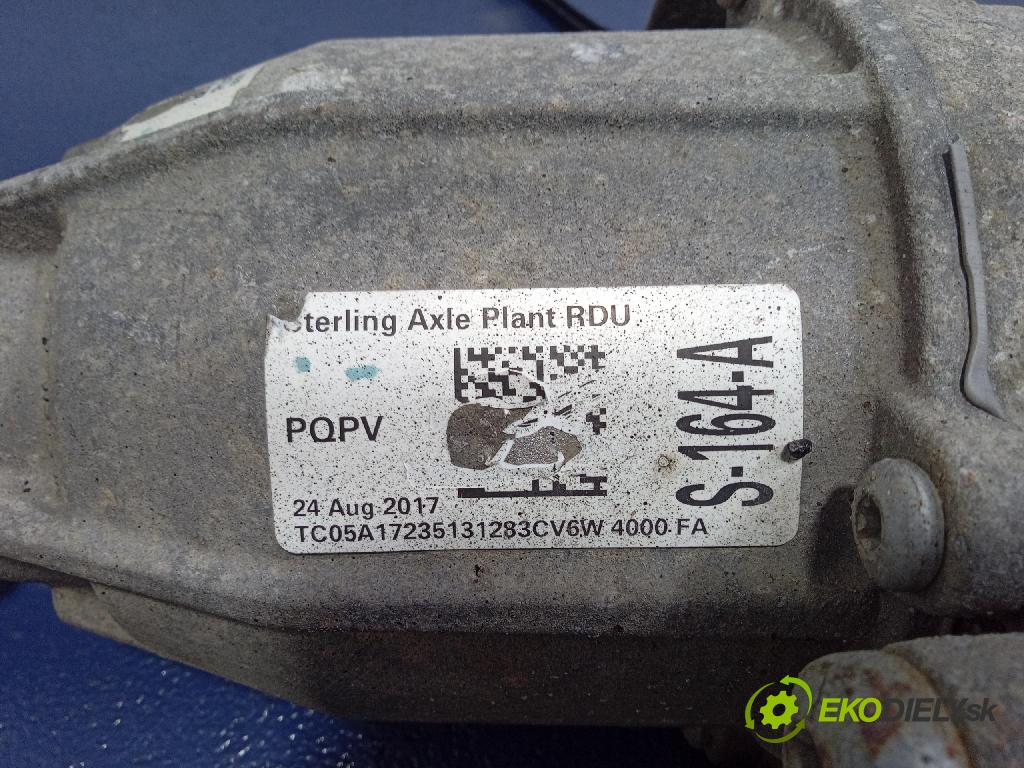 Sterling Axle Plant RDU
PQPV
S-164-A
24 Aug 2017
TC05A17235131283CV6W 4000 FA
EKODIELY.sk